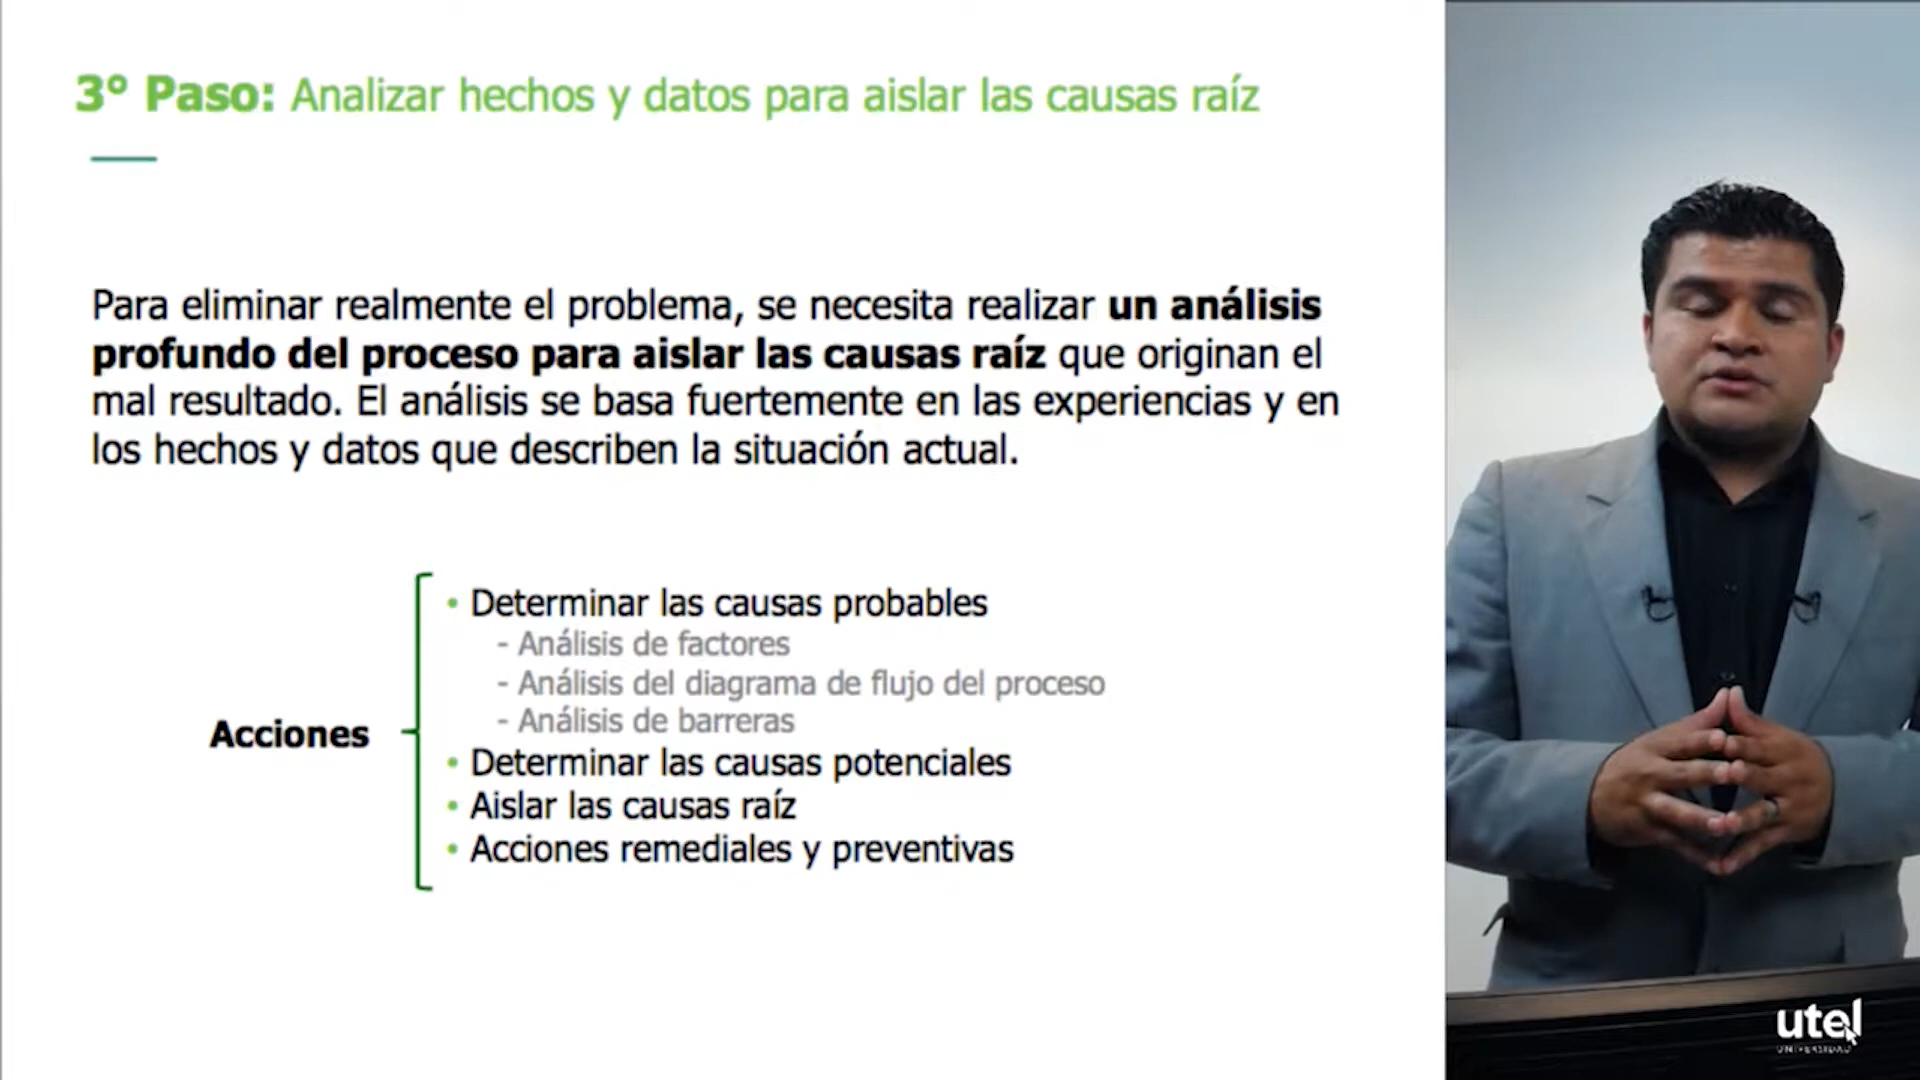 3° Paso: Analizar hechos y datos para aislar las causas raíz
Para eliminar realmente el problema, se necesita realizar un análisis
profundo del proceso para aislar las causas raíz que originan el
mal resultado. El análisis se basa fuertemente en las experiencias y en
los hechos y datos que describen la situación actual.
Acciones
• Determinar las causas probables
- Análisis de factores
- Análisis del diagrama de flujo del proceso
- Análisis de barreras
• Determinar las causas potenciales
• Aislar las causas raíz
• Acciones remediales y preventivas
utel
UNIVERSIDAD